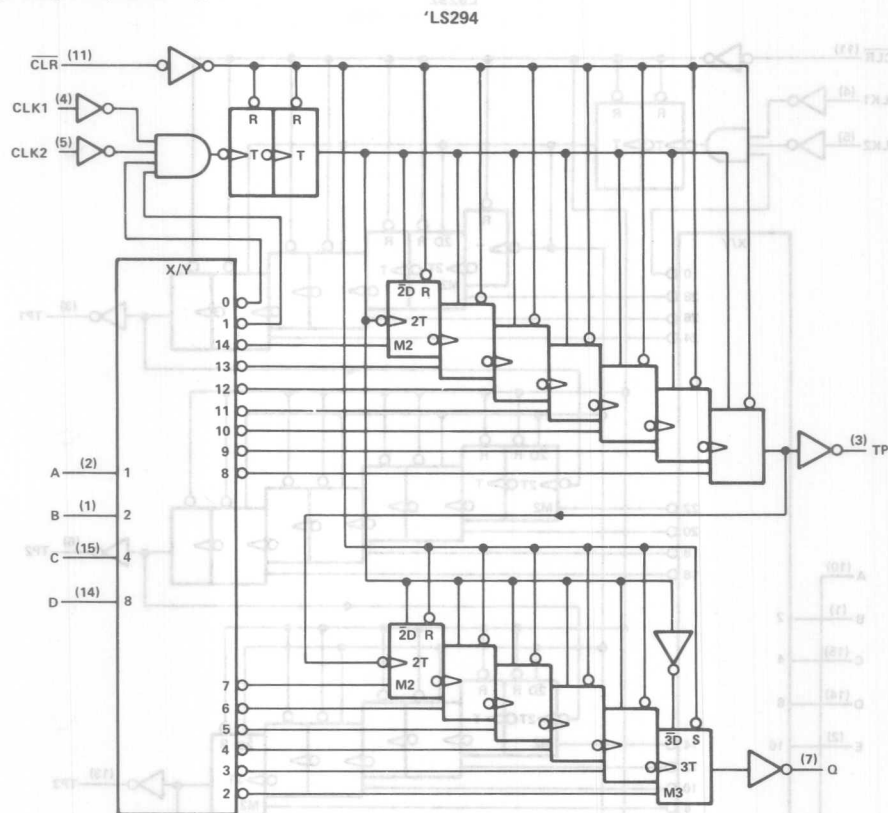 'LS294
CLR (11)
CLK1 (4)
CLK2 (5)
R R
T T
X/Y
0
1
14
13
12
11
10
9
8
2D R
2T
M2
(3) TP
A (2) 1
B (1) 2
C (15) 4
D (14) 8
2D R
2T
M2
7
6
5
4
3
2
3D S
3T
M3
(7) Q